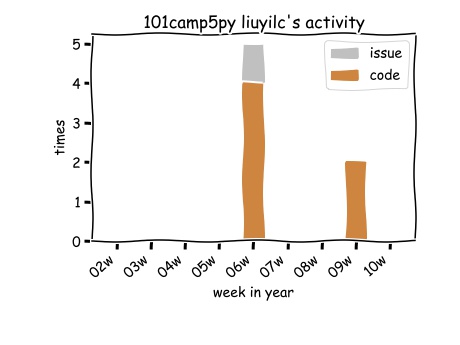 101camp5py liuyilc's activity
issue
code
times
5
4
3
2
1
0
02w 03w 04w 05w 06w 07w 08w 09w 10w
week in year